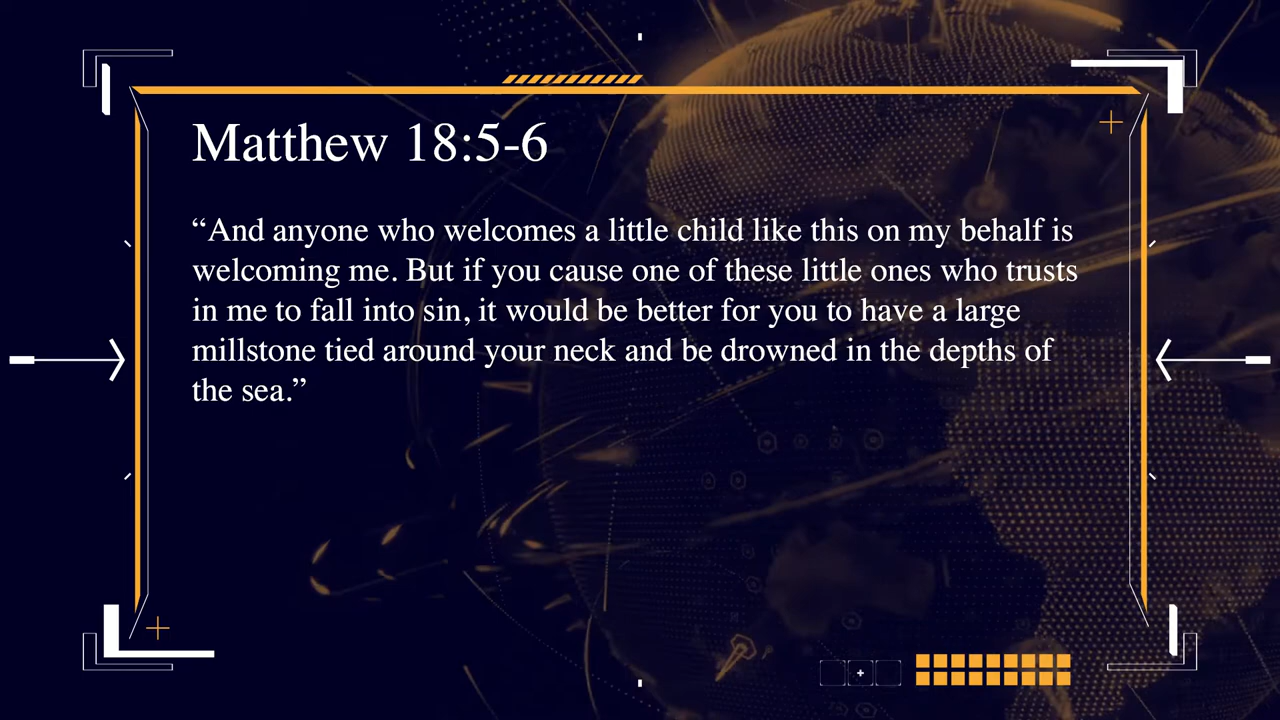 Matthew 18:5-6
“And anyone who welcomes a little child like this on my behalf is
welcoming me. But if you cause one of these little ones who trusts
in me to fall into sin, it would be better for you to have a large
millstone tied around your neck and be drowned in the depths of
the sea.”